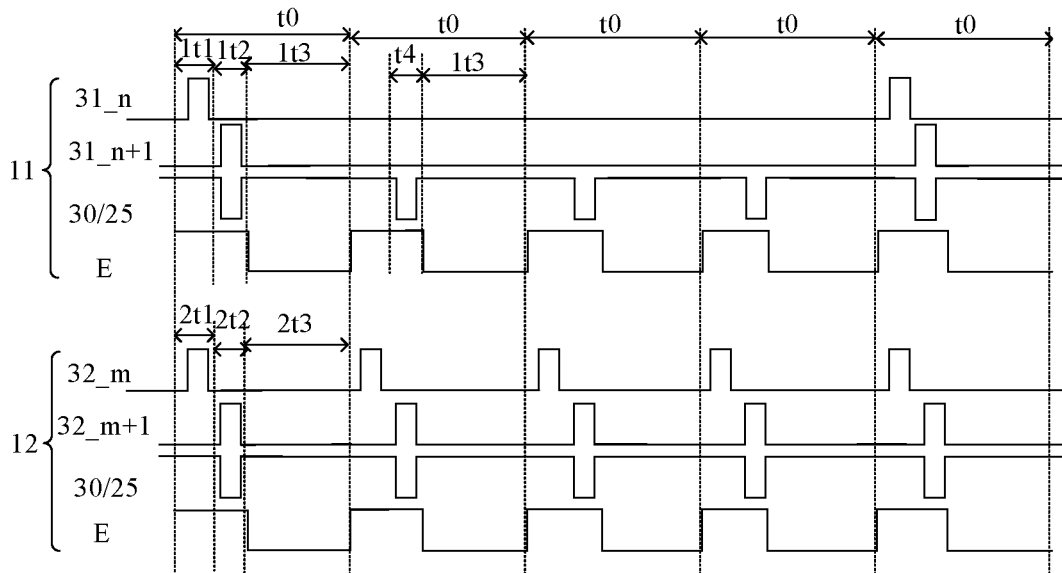 t0 t0 t0 t0 t0
1t1 1t2 1t3 t4 1t3
31_n
31_n+1
11
30/25
E
2t1 2t2 2t3
32_m
32_m+1
12
30/25
E